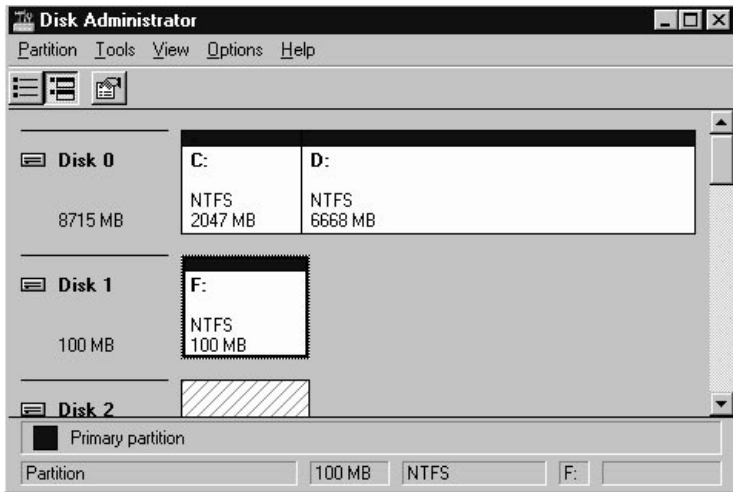 Disk Administrator
Partition Tools View Options Help
Disk 0
8715 MB
C:
NTFS
2047 MB
D:
NTFS
6668 MB
Disk 1
100 MB
F:
NTFS
100 MB
Disk 2
Primary partition
Partition 100 MB NTFS F: